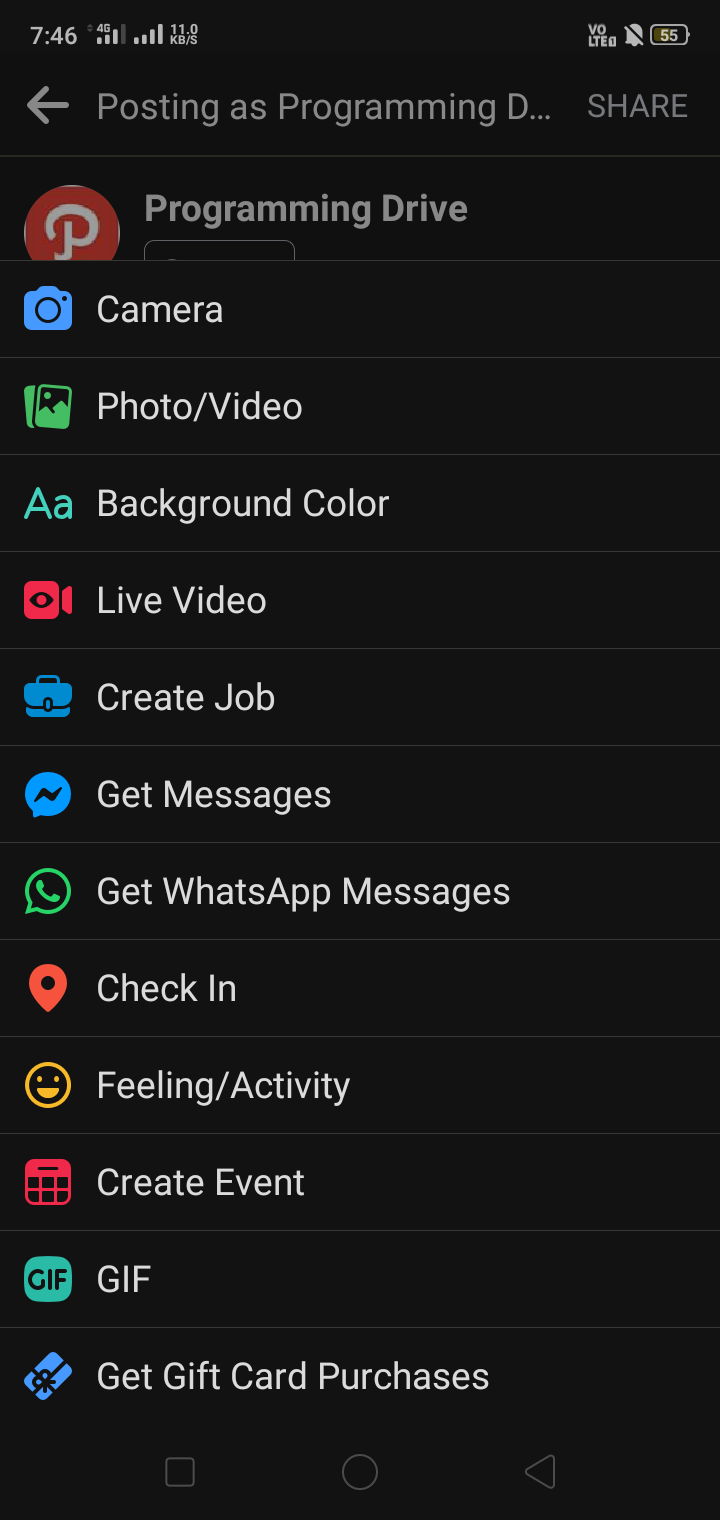 7:46 4G 11.0 KB/S VO LTE 55
Posting as Programming D... SHARE
Programming Drive
Camera
Photo/Video
Aa Background Color
Live Video
Create Job
Get Messages
Get WhatsApp Messages
Check In
Feeling/Activity
Create Event
GIF GIF
Get Gift Card Purchases